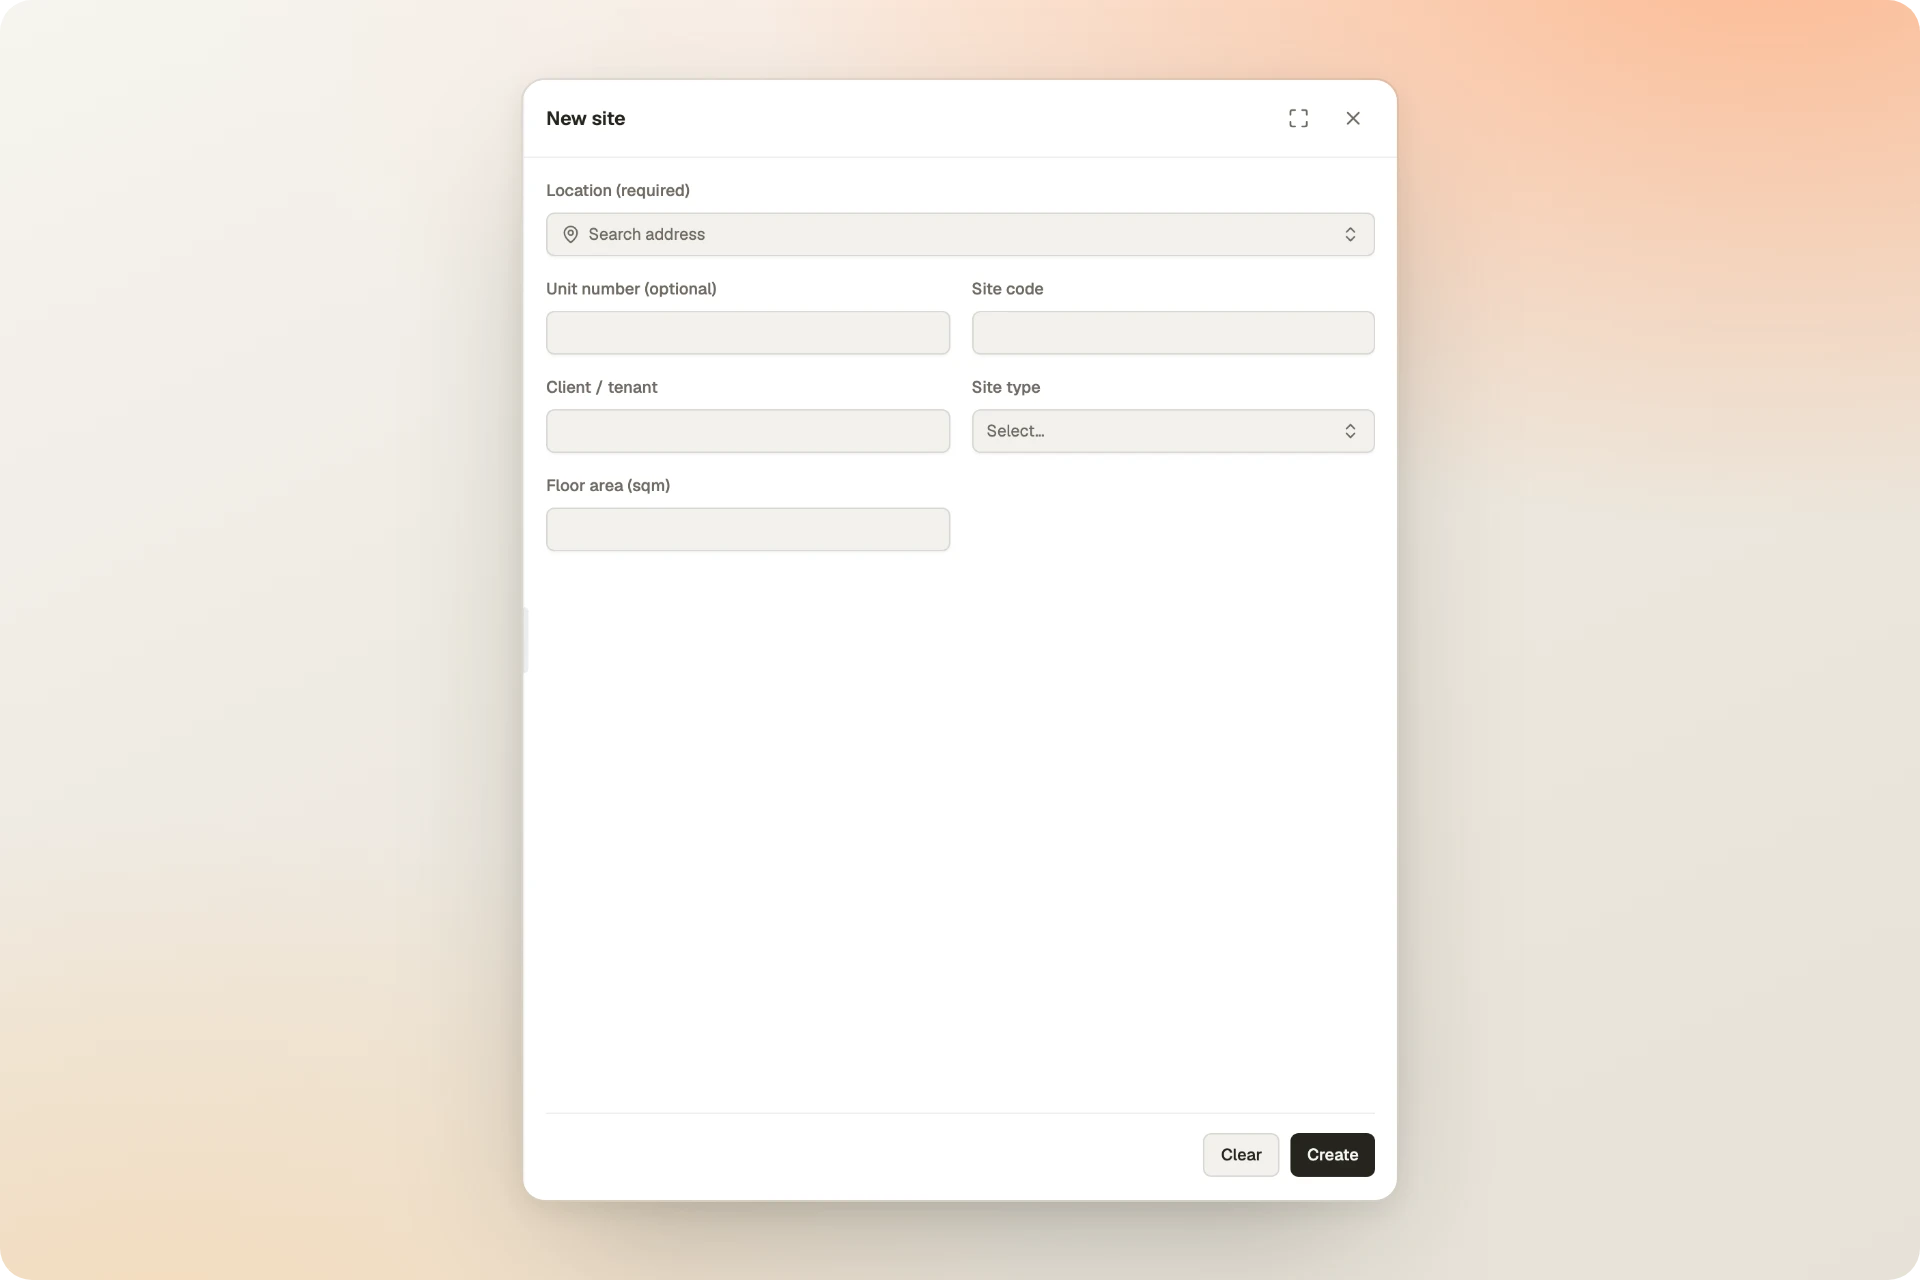 New site
Location (required)
Search address
Unit number (optional)
Site code
Client / tenant
Site type
Select...
Floor area (sqm)
Clear
Create